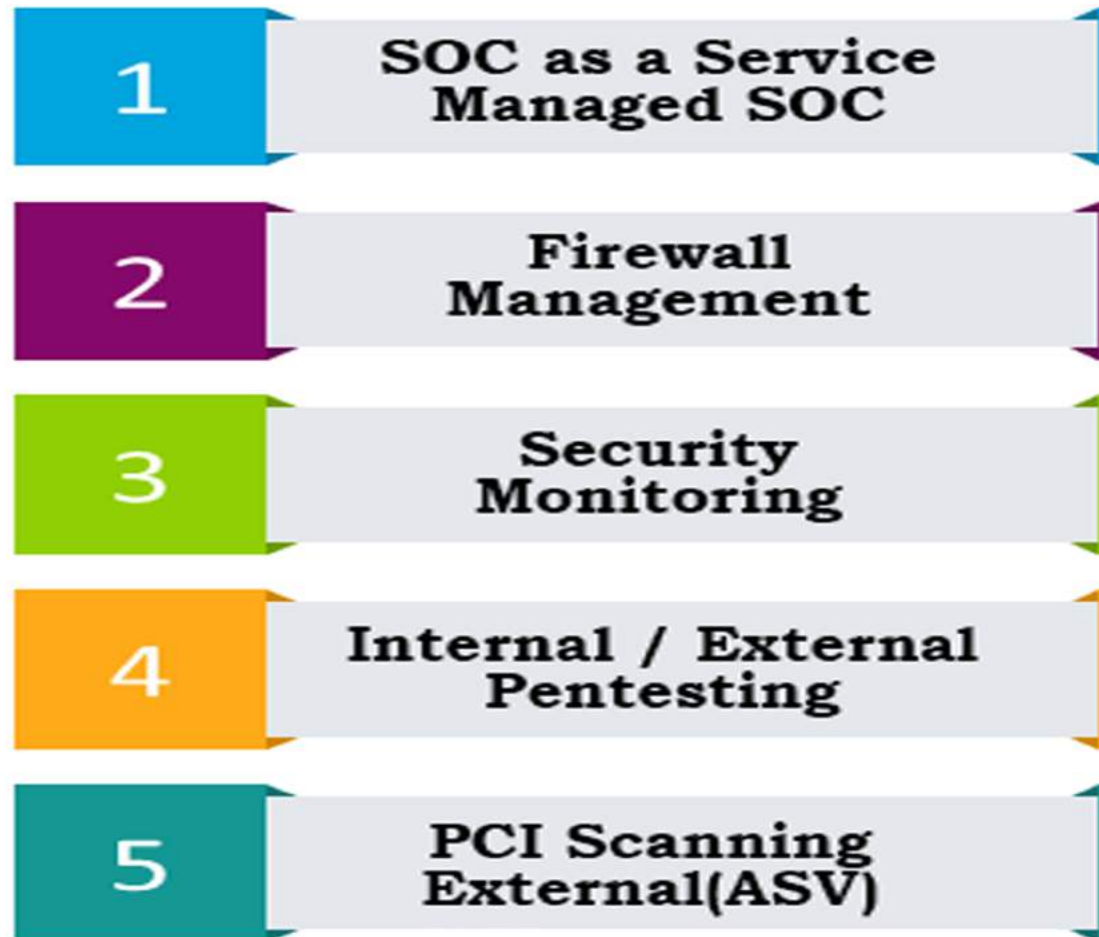 1
SOC as a Service
Managed SOC
2
Firewall
Management
3
Security
Monitoring
4
Internal / External
Pentesting
5
PCI Scanning
External(ASV)